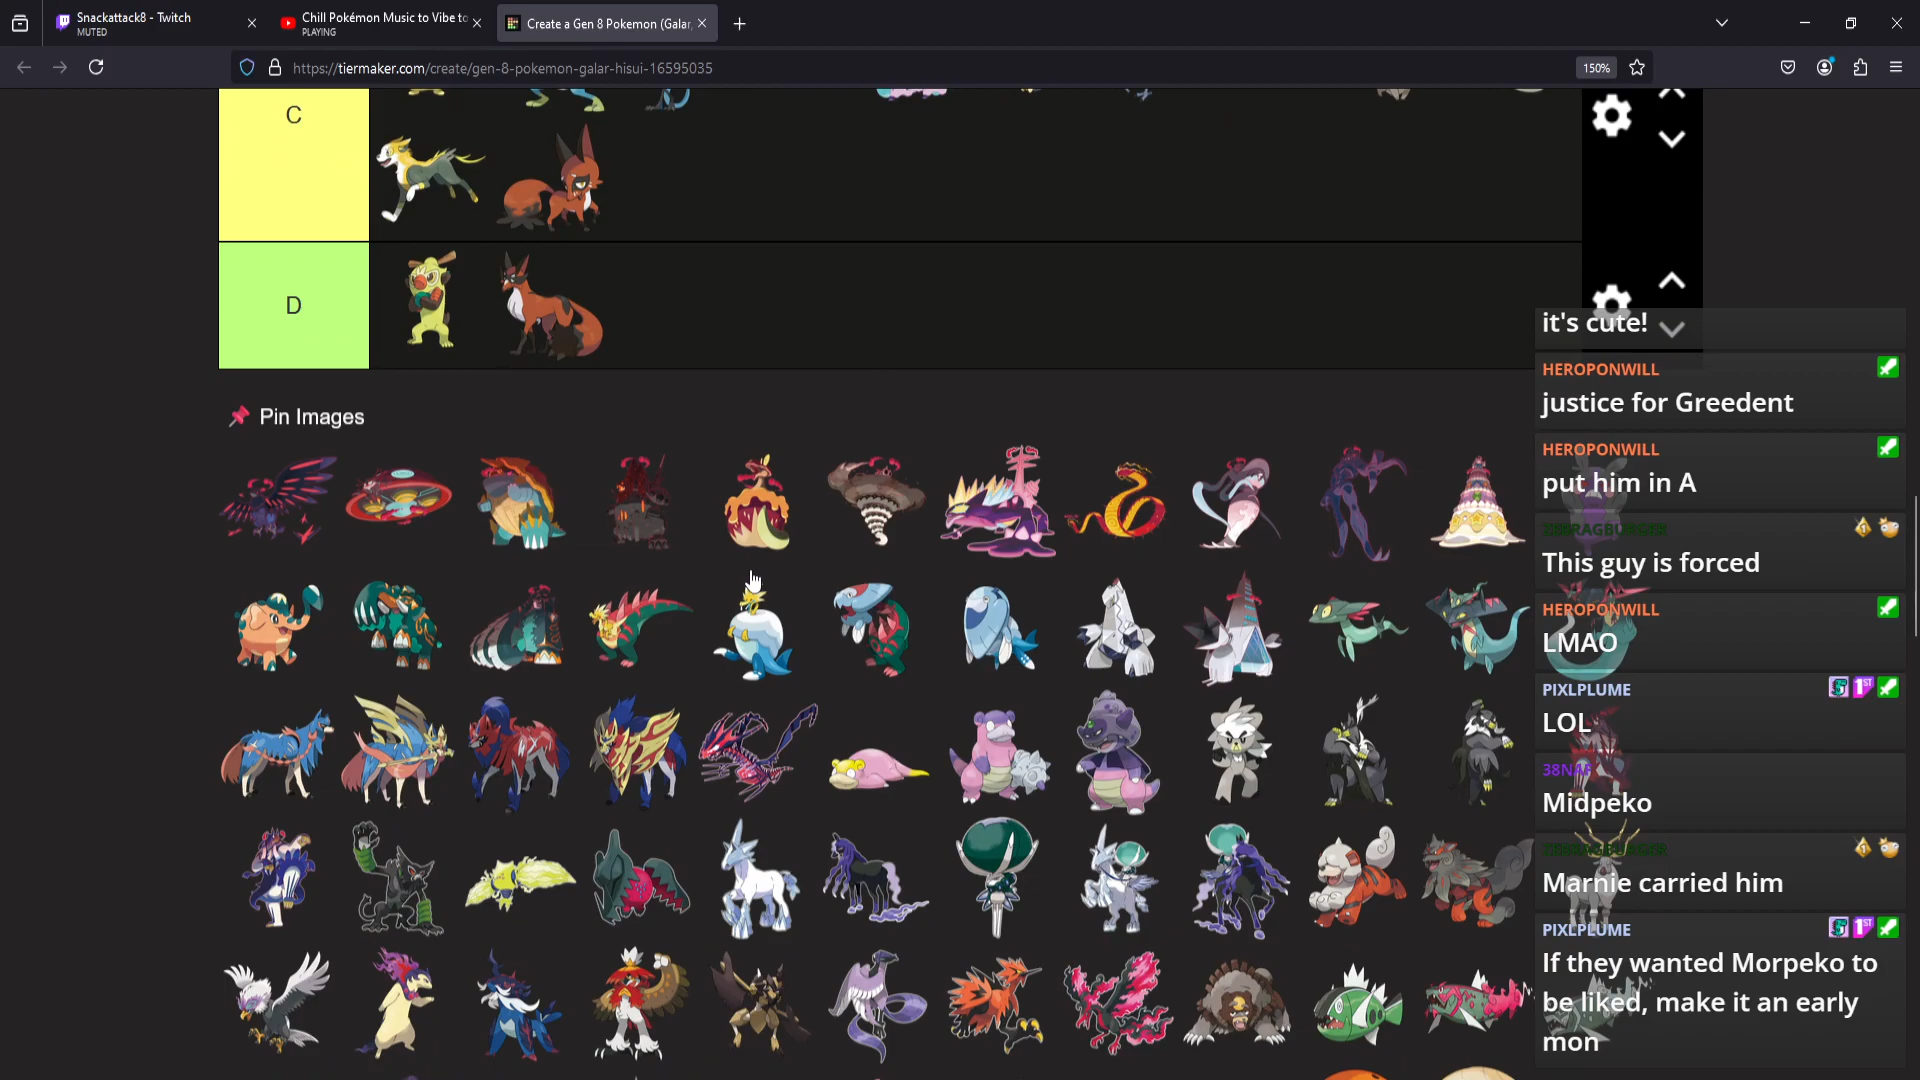 Snackattack8 - Twitch
MUTED
Chill Pokémon Music to Vibe to
PLAYING
Create a Gen 8 Pokemon (Galar,
https://tiermaker.com/create/gen-8-pokemon-galar-hisui-16595035
150%
C
D
Pin Images
it's cute!
HEROPONWILL
justice for Greedent
HEROPONWILL
put him in A
This guy is forced
HEROPONWILL
LMAO
PIXLPLUME
1ST
LOL
Midpeko
Marnie carried him
PIXLPLUME
1ST
If they wanted Morpeko to
be liked, make it an early
mon